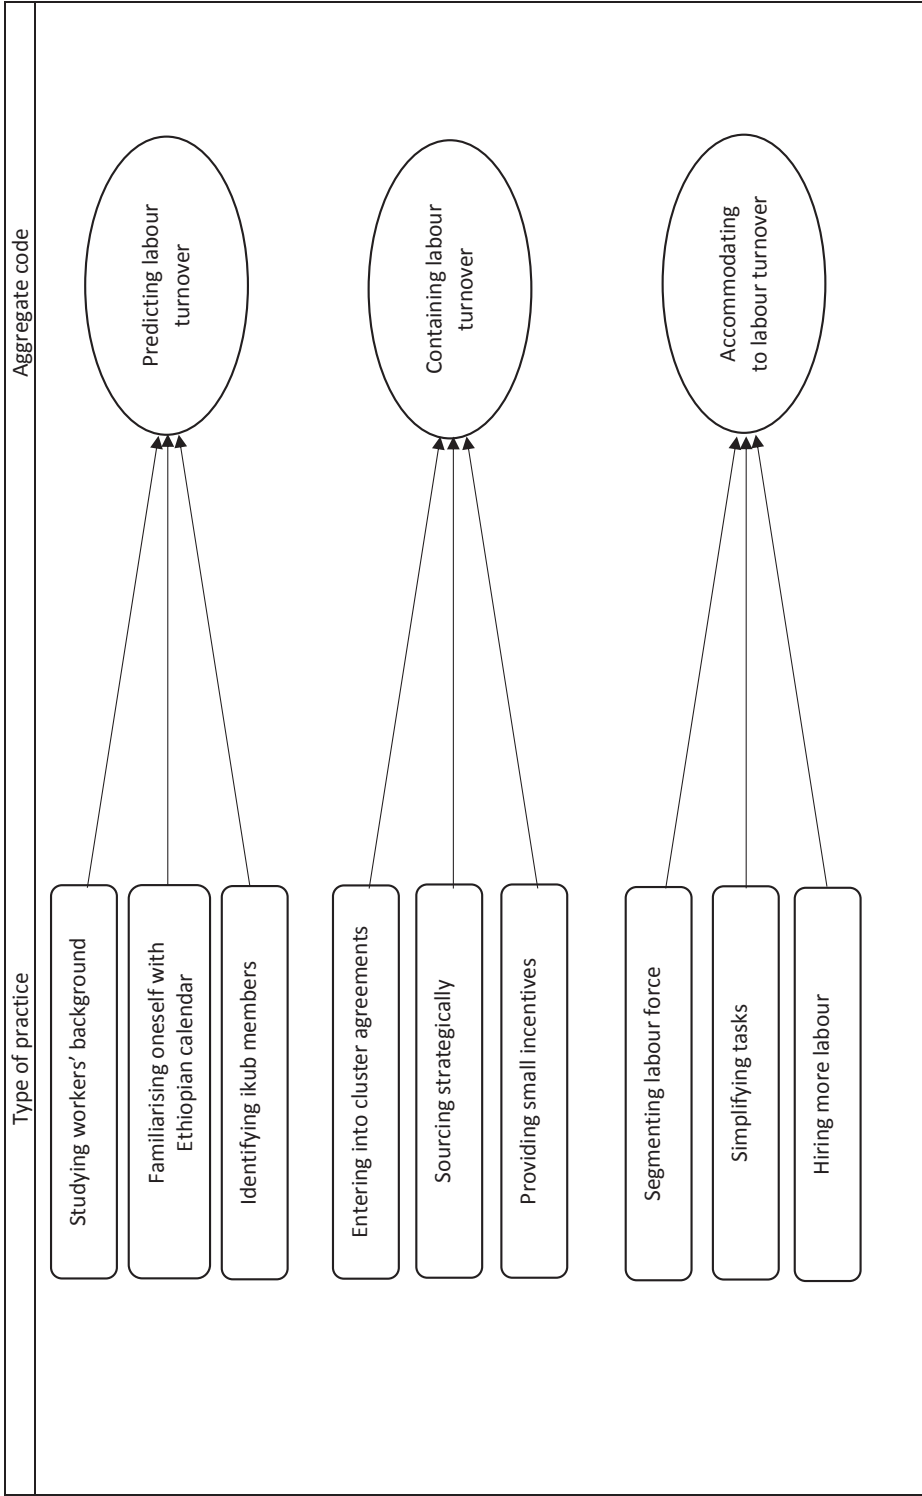 Type of practice
Aggregate code
Studying workers’ background
Familiarising oneself with
Ethiopian calendar
Identifying ikub members
Predicting labour
turnover
Entering into cluster agreements
Sourcing strategically
Providing small incentives
Containing labour
turnover
Segmenting labour force
Simplifying tasks
Hiring more labour
Accommodating
to labour turnover